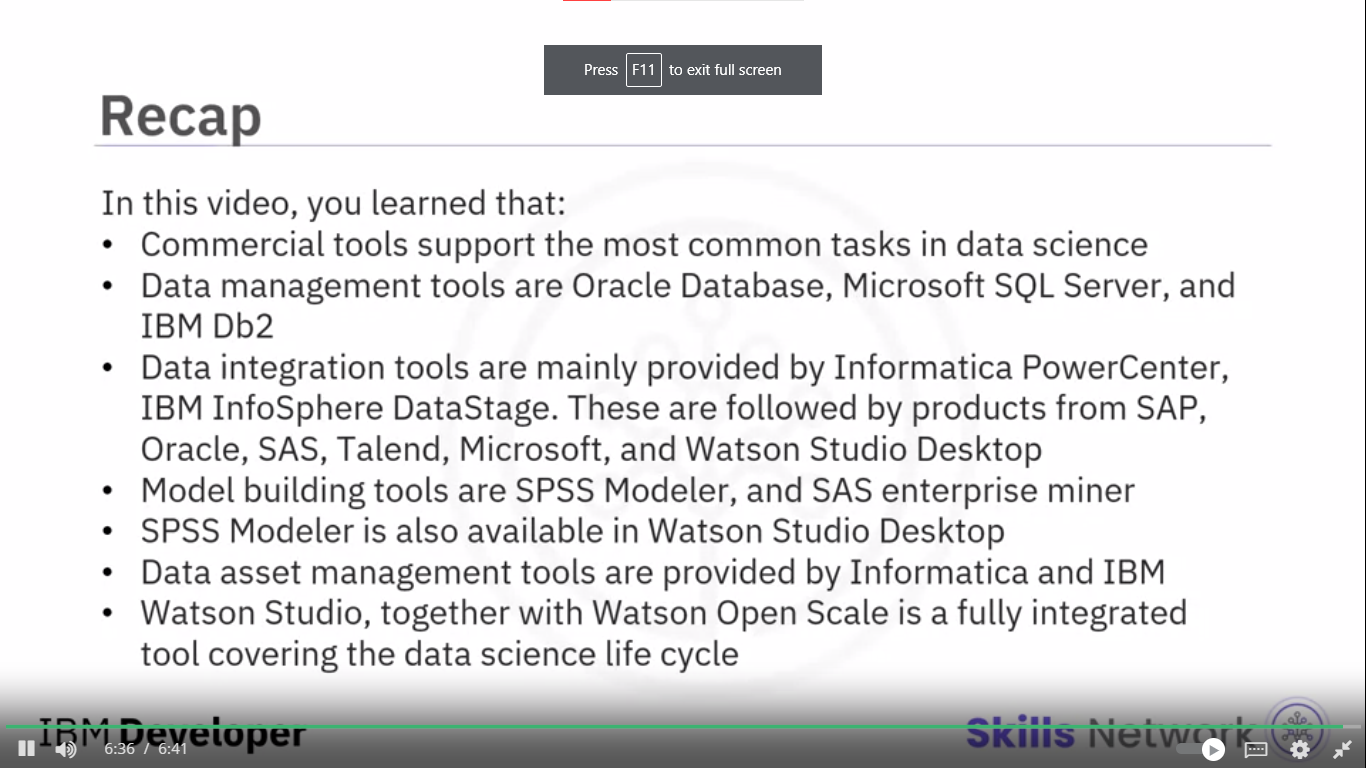 Press F11 to exit full screen
Recap
In this video, you learned that:
• Commercial tools support the most common tasks in data science
• Data management tools are Oracle Database, Microsoft SQL Server, and
IBM Db2
• Data integration tools are mainly provided by Informatica PowerCenter,
IBM InfoSphere DataStage. These are followed by products from SAP,
Oracle, SAS, Talend, Microsoft, and Watson Studio Desktop
• Model building tools are SPSS Modeler, and SAS enterprise miner
• SPSS Modeler is also available in Watson Studio Desktop
• Data asset management tools are provided by Informatica and IBM
• Watson Studio, together with Watson Open Scale is a fully integrated
tool covering the data science life cycle
IBM Developer
Skills Network
6:36 / 6:41